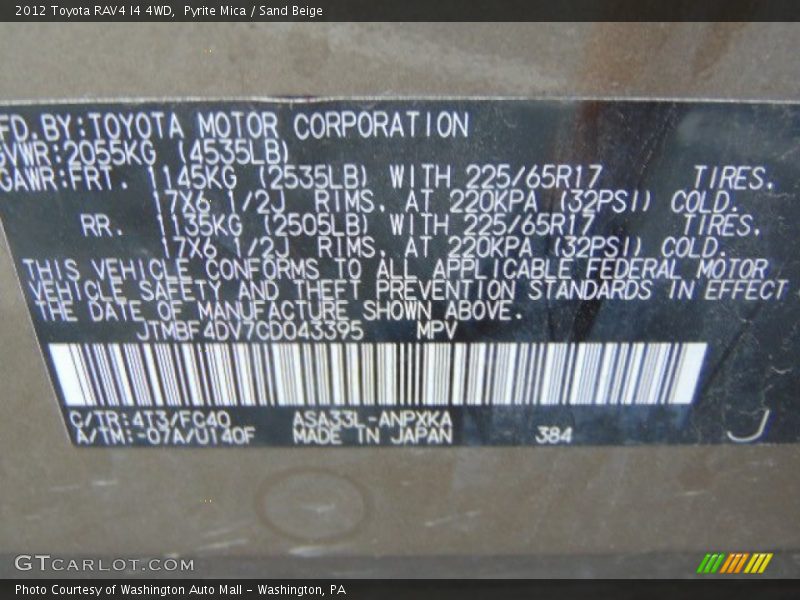 2012 Toyota RAV4 I4 4WD, Pyrite Mica / Sand Beige
FD.BY:TOYOTA MOTOR CORPORATION
GVWR:2055KG (4535LB)
GAWR:FRT. 1145KG (2535LB) WITH 225/65R17 TIRES.
17X6 1/2J RIMS. AT 220KPA (32PSI) COLD.
RR. 1135KG (2505LB) WITH 225/65R17 TIRES.
17X6 1/2J RIMS. AT 220KPA (32PSI) COLD.
THIS VEHICLE CONFORMS TO ALL APPLICABLE FEDERAL MOTOR
VEHICLE SAFETY AND THEFT PREVENTION STANDARDS IN EFFECT
THE DATE OF MANUFACTURE SHOWN ABOVE.
JTMBF4DV7CD043395 MPV
C/TR:4T3/FC40 ASA33L-ANPXKA
A/TM:-07A/U140F MADE IN JAPAN 384
GTCARLOT.COM
Photo Courtesy of Washington Auto Mall - Washington, PA